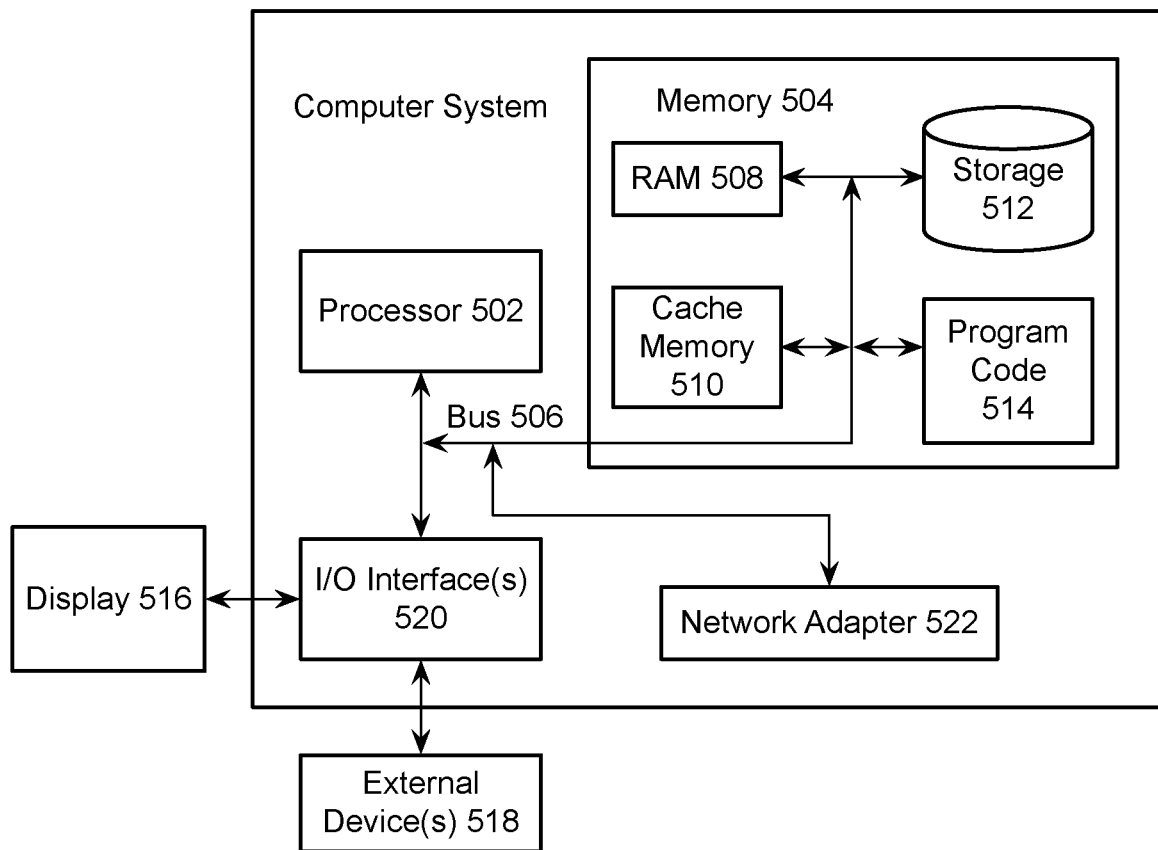 Computer System
Memory 504
RAM 508
Storage
512
Processor 502
Cache
Memory
510
Program
Code
514
Bus 506
Display 516
I/O Interface(s)
520
Network Adapter 522
External
Device(s) 518